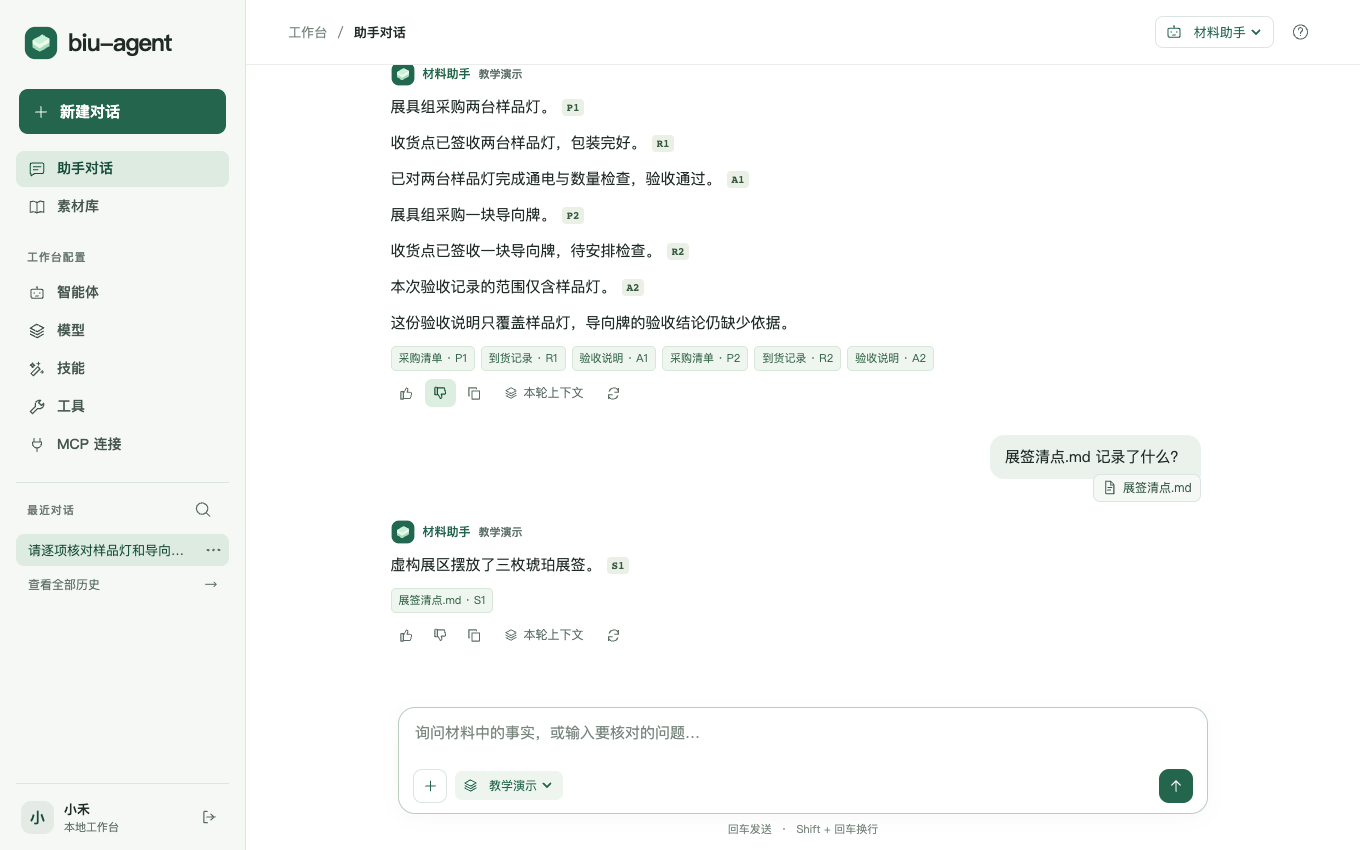 biu-agent
工作台 / 助手对话
材料助手
新建对话
助手对话
素材库
工作台配置
智能体
模型
技能
工具
MCP 连接
最近对话
请逐项核对样品灯和导向...
查看全部历史
小
小禾
本地工作台
材料助手 教学演示
展具组采购两台样品灯。 P1
收货点已签收两台样品灯，包装完好。 R1
已对两台样品灯完成通电与数量检查，验收通过。 A1
展具组采购一块导向牌。 P2
收货点已签收一块导向牌，待安排检查。 R2
本次验收记录的范围仅含样品灯。 A2
这份验收说明只覆盖样品灯，导向牌的验收结论仍缺少依据。
采购清单 · P1 到货记录 · R1 验收说明 · A1 采购清单 · P2 到货记录 · R2 验收说明 · A2
本轮上下文
展签清点.md 记录了什么？
展签清点.md
材料助手 教学演示
虚构展区摆放了三枚琥珀展签。 S1
展签清点.md · S1
本轮上下文
询问材料中的事实，或输入要核对的问题...
教学演示
回车发送 · Shift + 回车换行